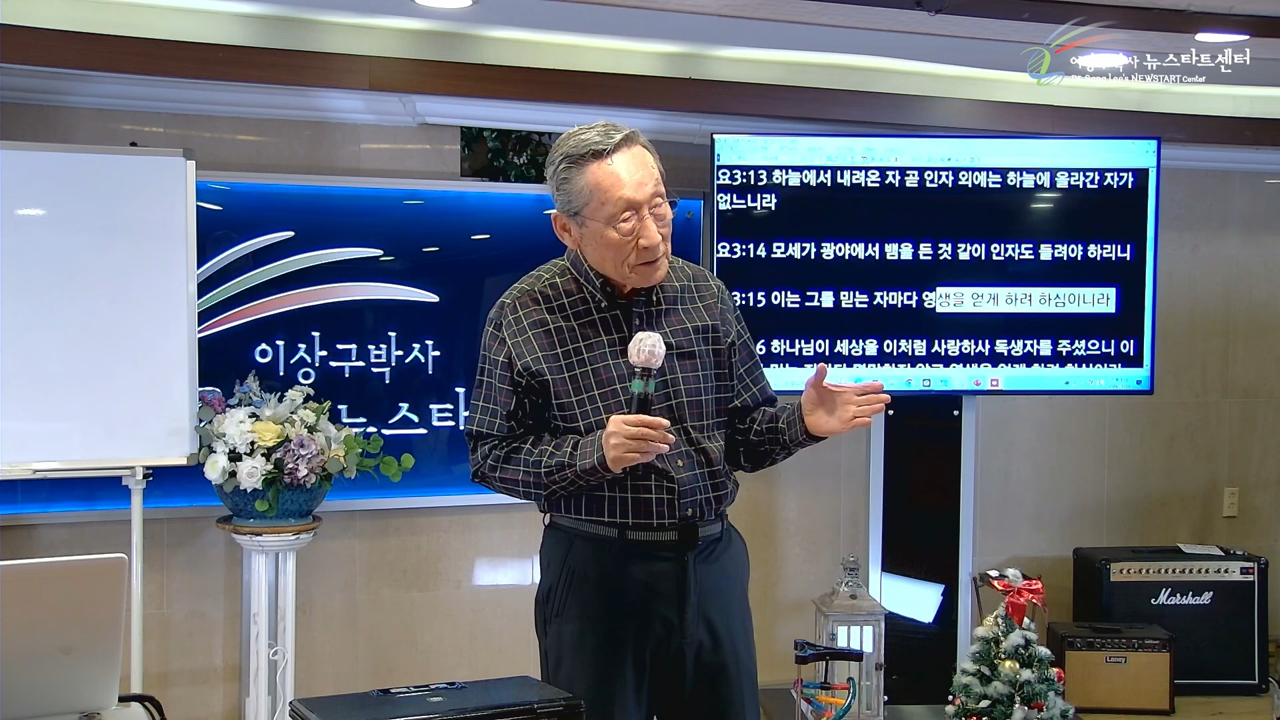 뉴스타트센터
Dr. Sang Lee's NEWSTART Center
요3:13 하늘에서 내려온 자 곧 인자 외에는 하늘에 올라간 자가
없느니라
요3:14 모세가 광야에서 뱀을 든 것 같이 인자도 들려야 하리니
3:15 이는 그를 믿는 자마다 영생을 얻게 하려 하심이니라
6 하나님이 세상을 이처럼 사랑하사 독생자를 주셨으니 이
이상구박사
뉴스타
Marshall
Laney